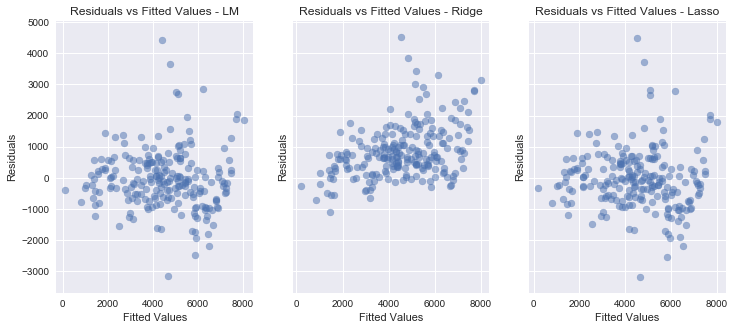 Residuals vs Fitted Values - LM
Residuals vs Fitted Values - Ridge
Residuals vs Fitted Values - Lasso
5000
4000
3000
2000
1000
0
−1000
−2000
−3000
Residuals
Residuals
Residuals
0 2000 4000 6000 8000
0 2000 4000 6000 8000
0 2000 4000 6000 8000
Fitted Values
Fitted Values
Fitted Values